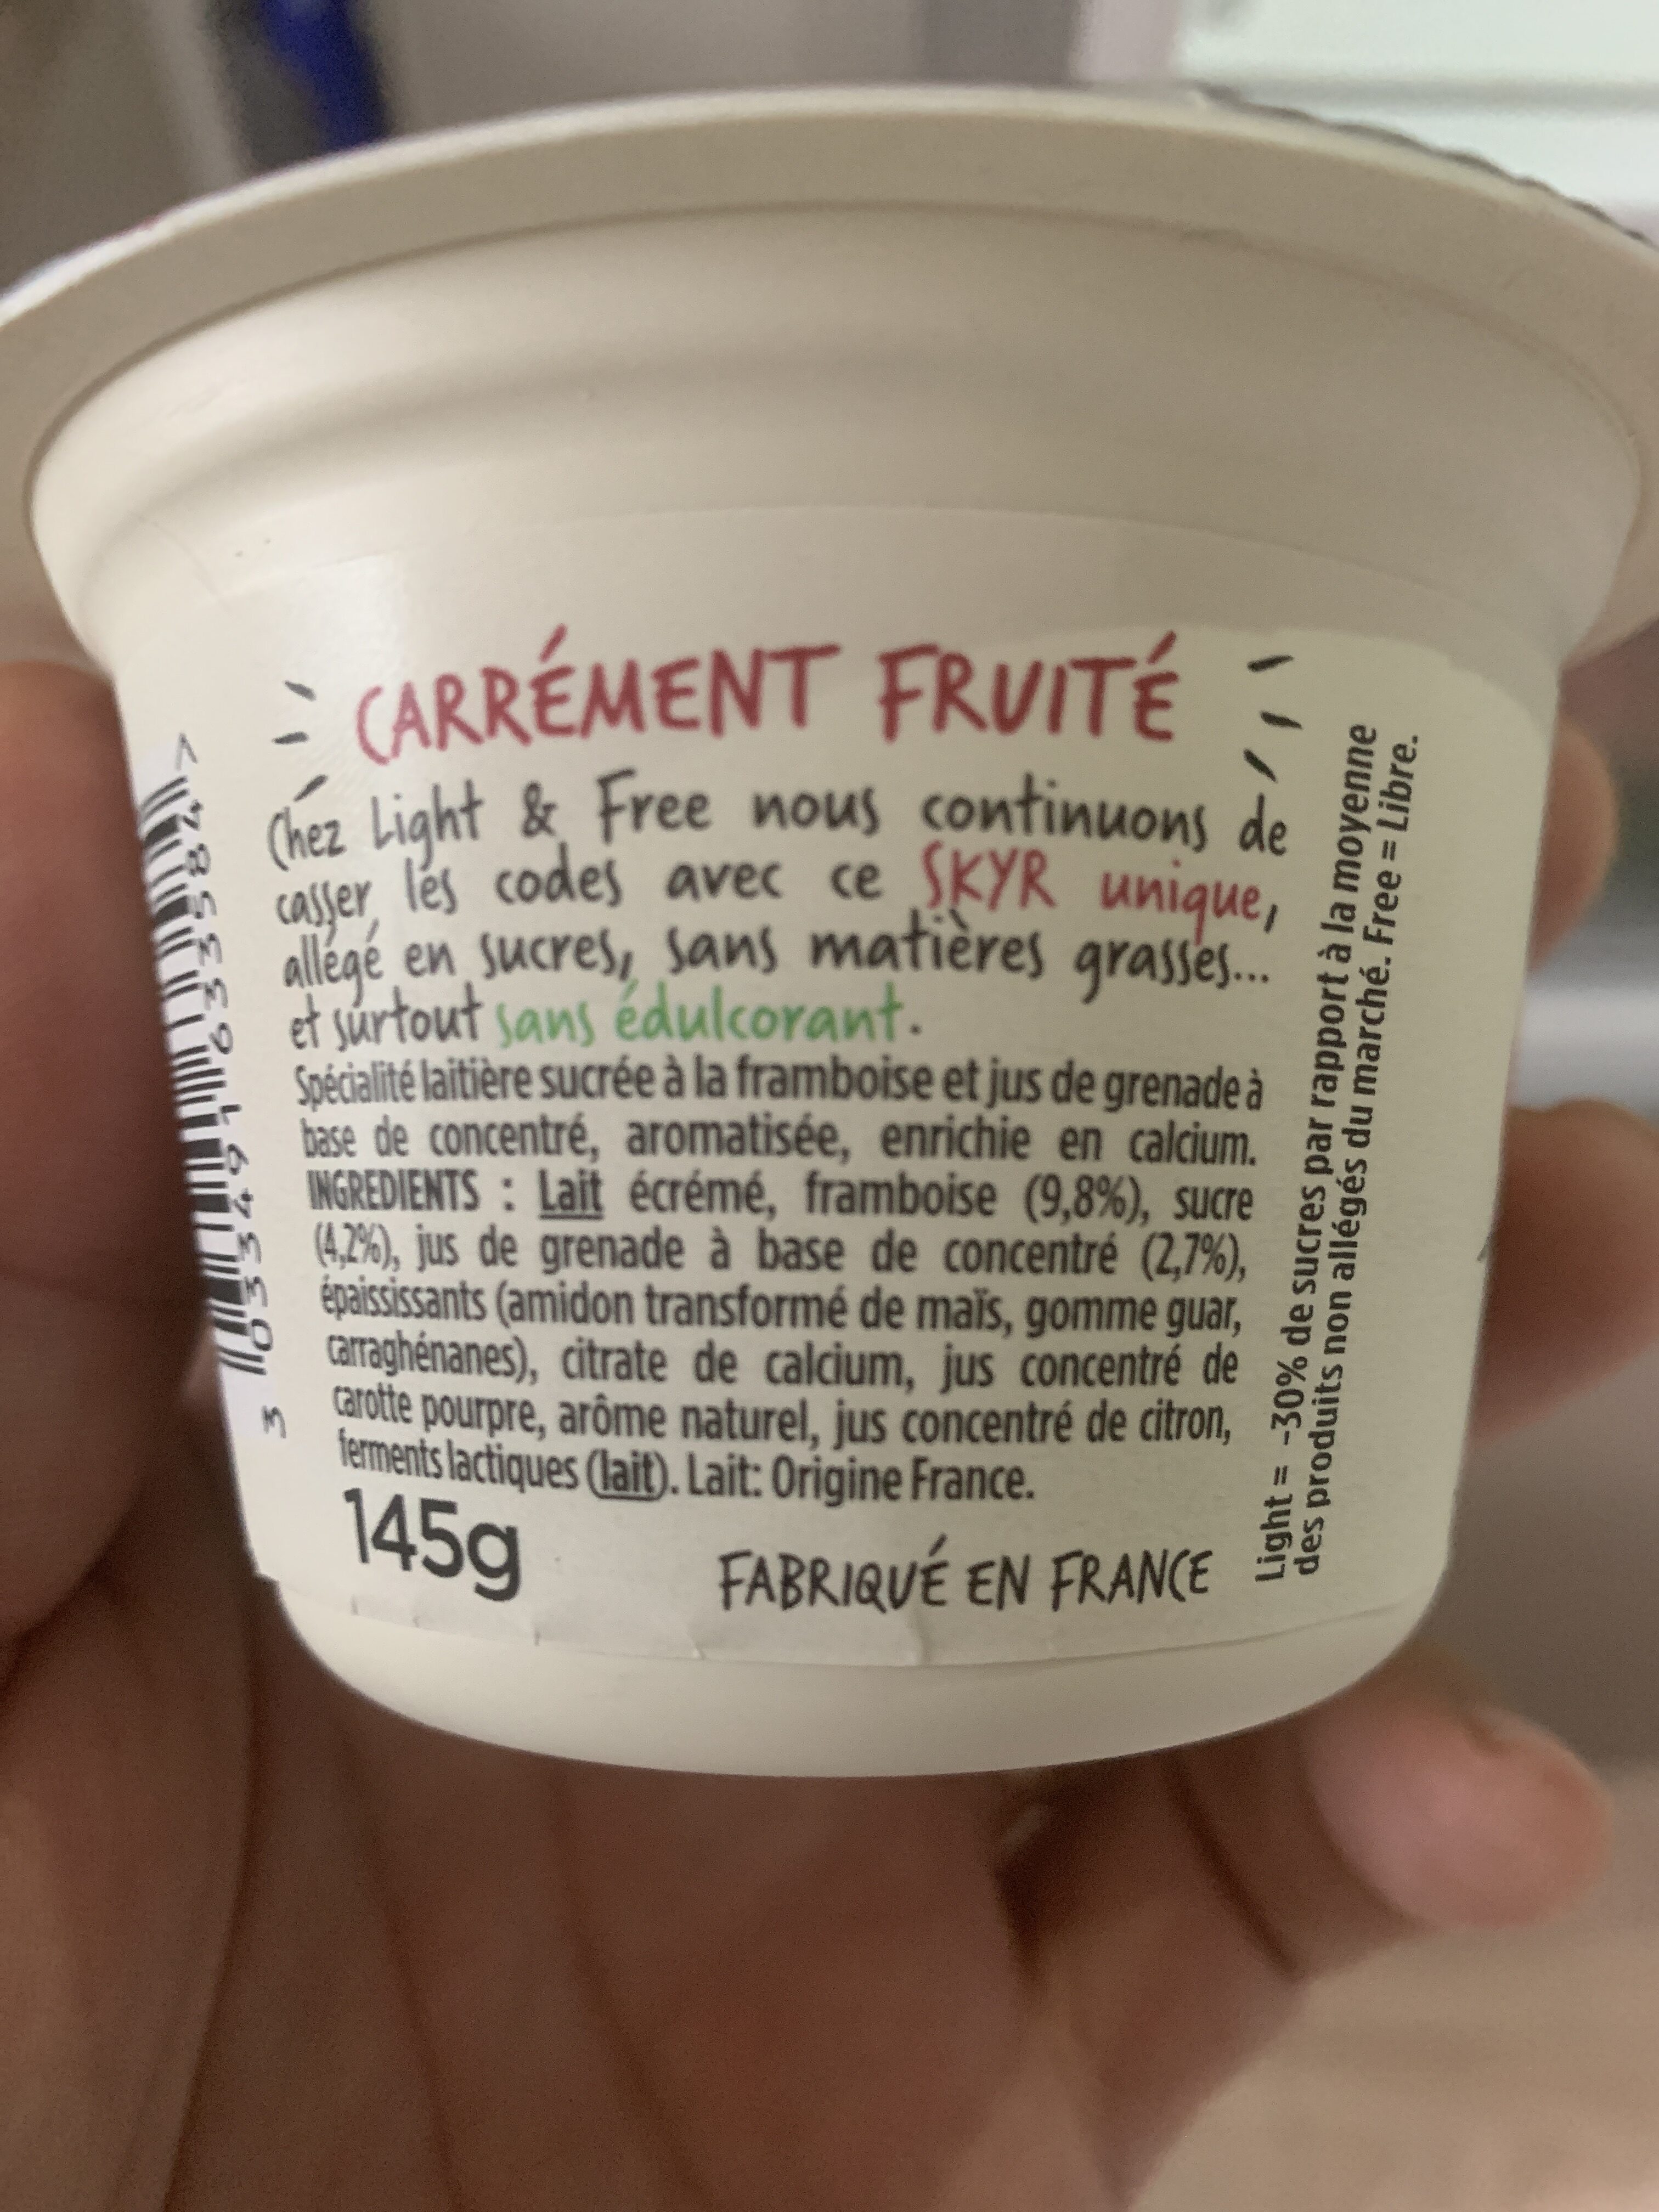 CARRÉMENT FRUITÉ
Chez Light & Free nous continuons de
casser les codes avec ce SKYR unique,
allégé en sucres, sans matières grasses...
et surtout sans édulcorant.
Spécialité laitière sucrée à la framboise et jus de grenade à
base de concentré, aromatisée, enrichie en calcium.
INGREDIENTS : Lait écrémé, framboise (9,8%), sucre
(4,2%), jus de grenade à base de concentré (2,7%),
épaississants (amidon transformé de maïs, gomme guar,
carraghénanes), citrate de calcium, jus concentré de
carotte pourpre, arôme naturel, jus concentré de citron,
ferments lactiques (lait). Lait: Origine France.
145g
FABRIQUÉ EN FRANCE
Light = -30% de sucres par rapport à la moyenne
des produits non allégés du marché. Free = Libre.
3 033491 633584 >